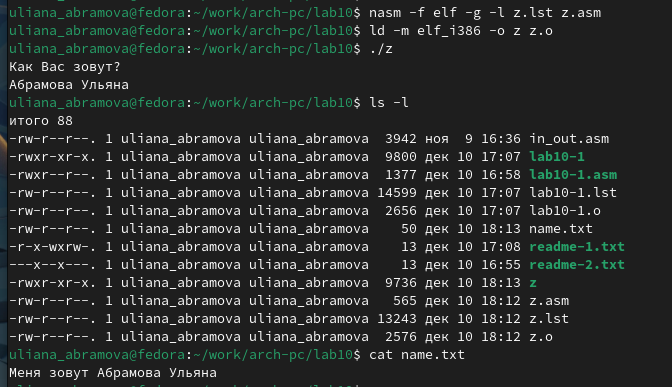 uliana_abramova@fedora:~/work/arch-pc/lab10$ nasm -f elf -g -l z.lst z.asm
uliana_abramova@fedora:~/work/arch-pc/lab10$ ld -m elf_i386 -o z z.o
uliana_abramova@fedora:~/work/arch-pc/lab10$ ./z
Как Вас зовут?
Абрамова Ульяна
uliana_abramova@fedora:~/work/arch-pc/lab10$ ls -l
итого 88
-rw-r--r--. 1 uliana_abramova uliana_abramova  3942 ноя  9 16:36 in_out.asm
-rwxr-xr-x. 1 uliana_abramova uliana_abramova  9800 дек 10 17:07 lab10-1
-rwxr--r--. 1 uliana_abramova uliana_abramova  1377 дек 10 16:58 lab10-1.asm
-rw-r--r--. 1 uliana_abramova uliana_abramova 14599 дек 10 17:07 lab10-1.lst
-rw-r--r--. 1 uliana_abramova uliana_abramova  2656 дек 10 17:07 lab10-1.o
-rw-r--r--. 1 uliana_abramova uliana_abramova    50 дек 10 18:13 name.txt
-r-x-wxrw-. 1 uliana_abramova uliana_abramova    13 дек 10 17:08 readme-1.txt
---x--x---. 1 uliana_abramova uliana_abramova    13 дек 10 16:55 readme-2.txt
-rwxr-xr-x. 1 uliana_abramova uliana_abramova  9736 дек 10 18:13 z
-rw-r--r--. 1 uliana_abramova uliana_abramova   565 дек 10 18:12 z.asm
-rw-r--r--. 1 uliana_abramova uliana_abramova 13243 дек 10 18:12 z.lst
-rw-r--r--. 1 uliana_abramova uliana_abramova  2576 дек 10 18:12 z.o
uliana_abramova@fedora:~/work/arch-pc/lab10$ cat name.txt
Меня зовут Абрамова Ульяна